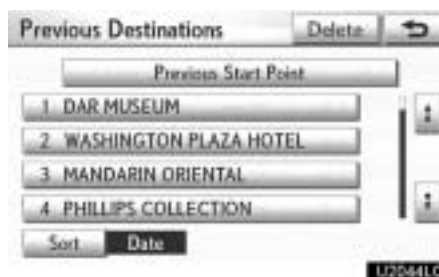 Previous Destinations Delete
Previous Start Point
1 DAR MUSEUM
2 WASHINGTON PLAZA HOTEL
3 MANDARIN ORIENTAL
4 PHILLIPS COLLECTION
Sort Date